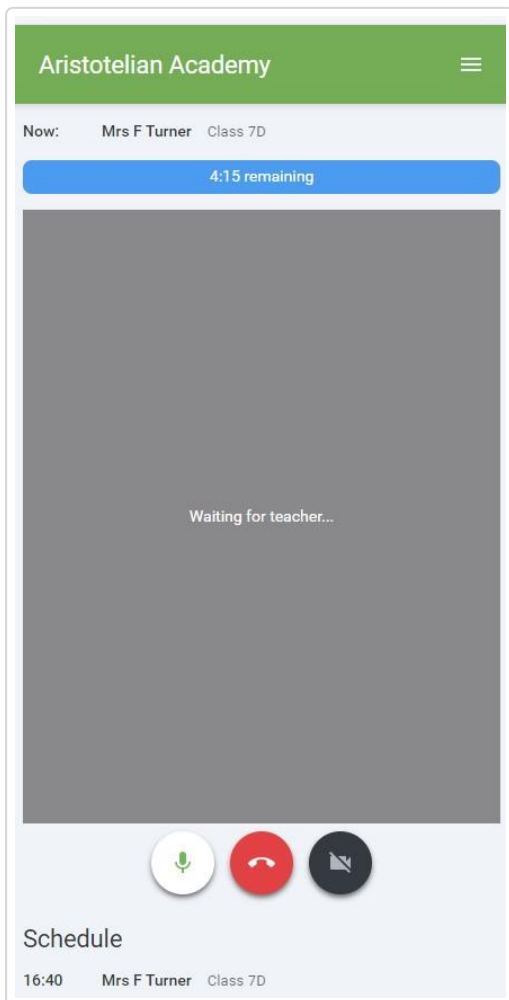 Aristotelian Academy
Now: Mrs F Turner Class 7D
4:15 remaining
Waiting for teacher...
Schedule
16:40 Mrs F Turner Class 7D